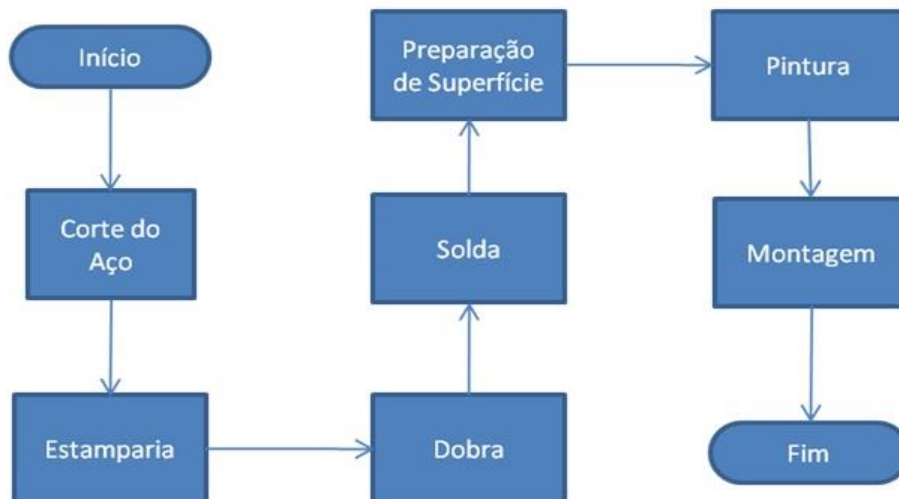 Início
Corte do
Aço
Estamparia
Dobra
Solda
Preparação
de Superfície
Pintura
Montagem
Fim